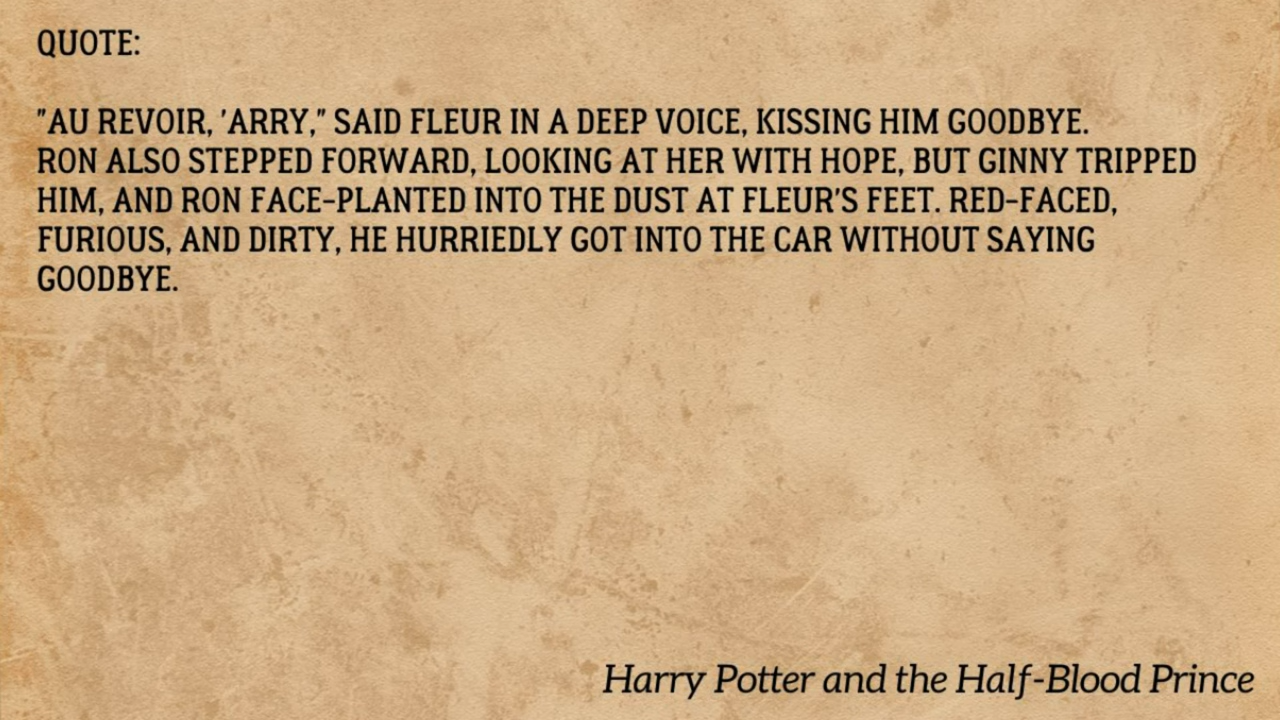 QUOTE:
"AU REVOIR, 'ARRY," SAID FLEUR IN A DEEP VOICE, KISSING HIM GOODBYE.
RON ALSO STEPPED FORWARD, LOOKING AT HER WITH HOPE, BUT GINNY TRIPPED
HIM, AND RON FACE-PLANTED INTO THE DUST AT FLEUR'S FEET. RED-FACED,
FURIOUS, AND DIRTY, HE HURRIEDLY GOT INTO THE CAR WITHOUT SAYING
GOODBYE.
Harry Potter and the Half-Blood Prince